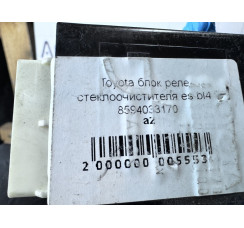 Toyota блок реле
стеклоочистителя es bl4
8594033170
a2
2 000000 005553